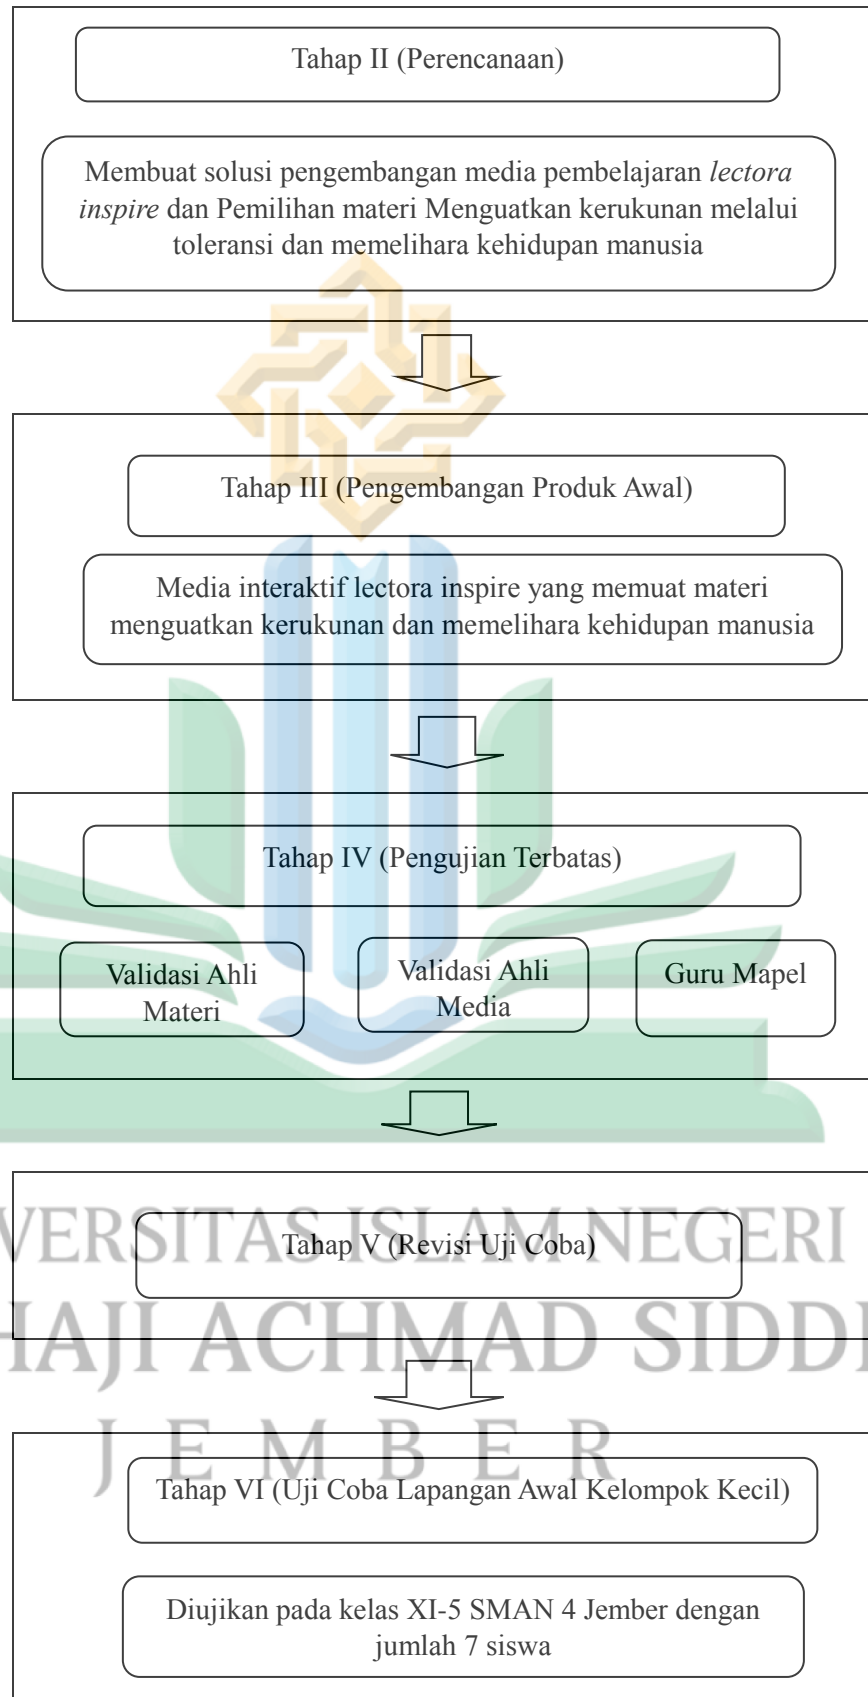 Tahap II (Perencanaan)
Membuat solusi pengembangan media pembelajaran lectora
inspire dan Pemilihan materi Menguatkan kerukunan melalui
toleransi dan memelihara kehidupan manusia
Tahap III (Pengembangan Produk Awal)
Media interaktif lectora inspire yang memuat materi
menguatkan kerukunan dan memelihara kehidupan manusia
Tahap IV (Pengujian Terbatas)
Validasi Ahli
Materi
Validasi Ahli
Media
Guru Mapel
VERSITAS ISLAM NEGERI
Tahap V (Revisi Uji Coba)
HAJI ACHMAD SIDDI
JEMBER
Tahap VI (Uji Coba Lapangan Awal Kelompok Kecil)
Diujikan pada kelas XI-5 SMAN 4 Jember dengan
jumlah 7 siswa